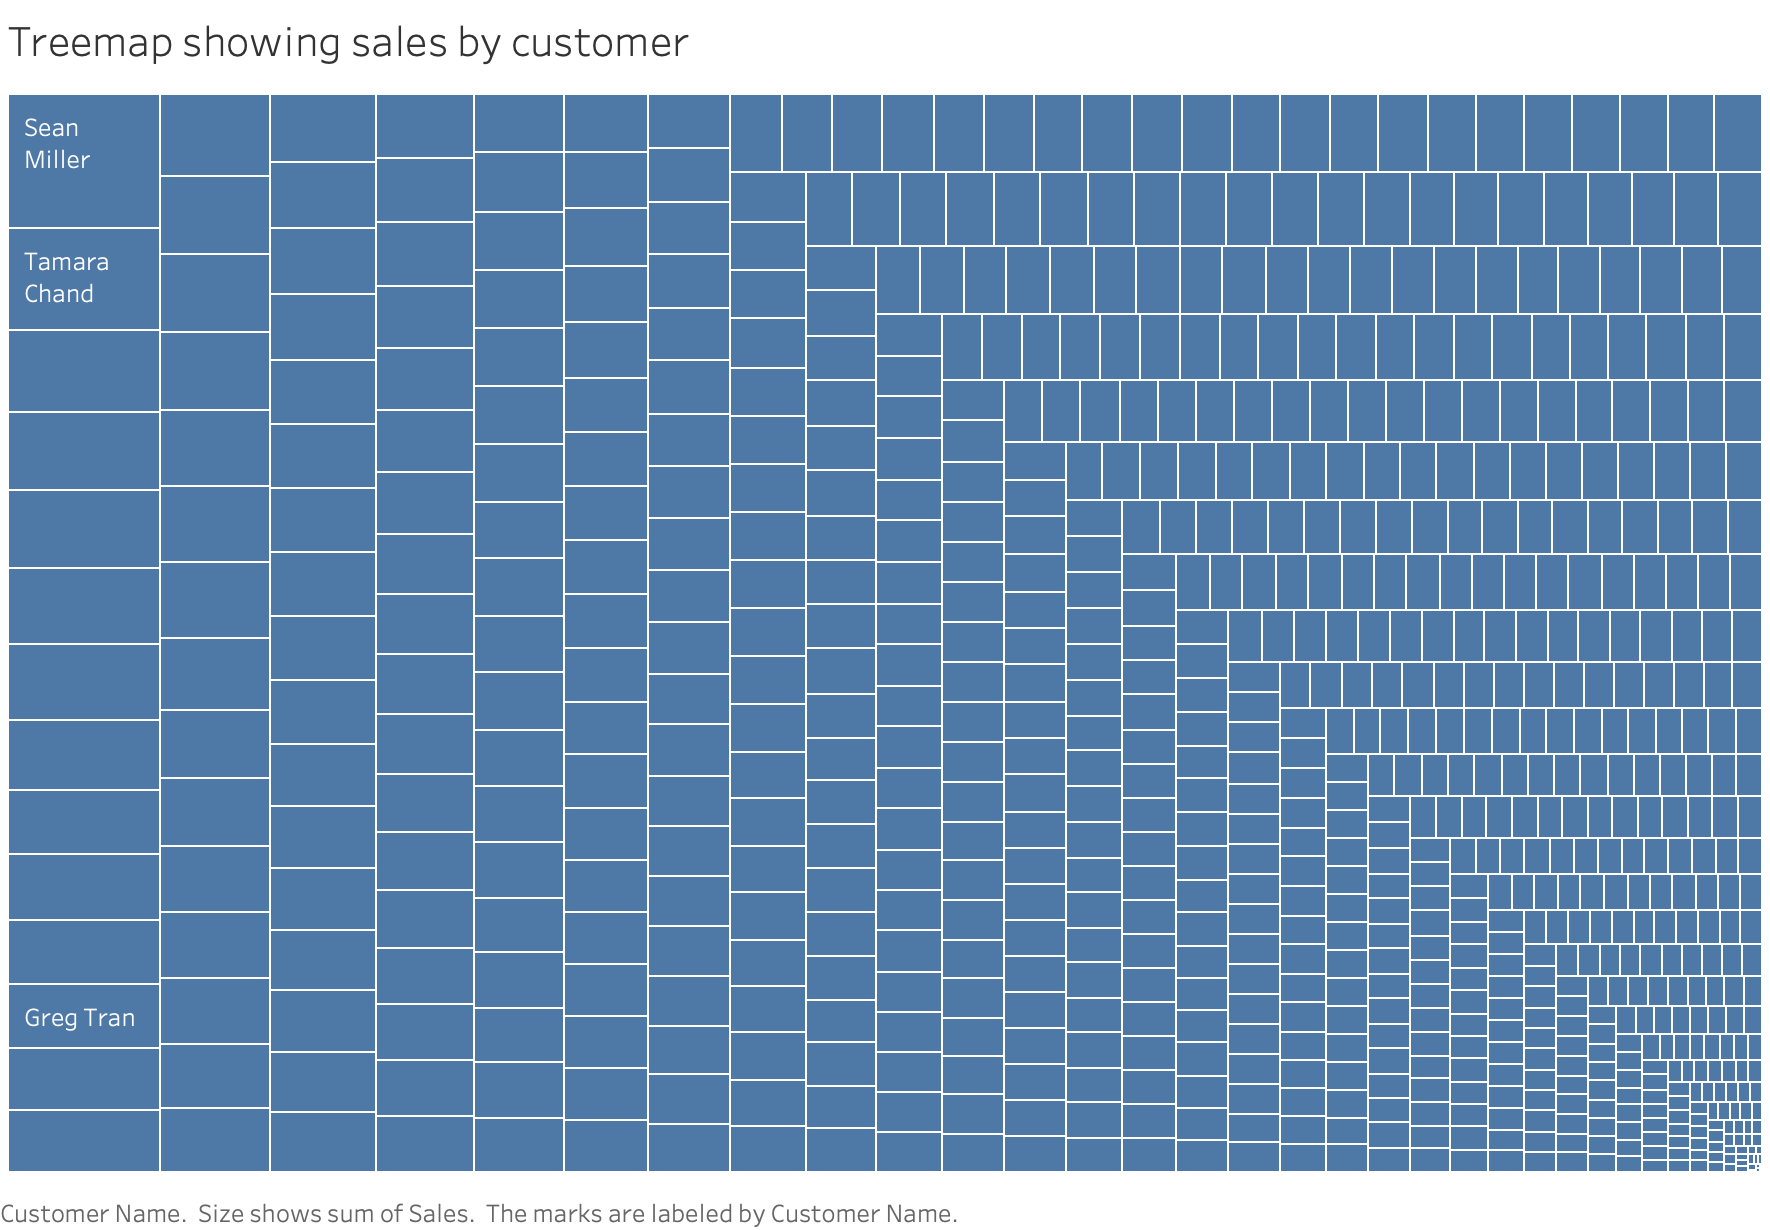 Treemap showing sales by customer
Sean
Miller
Tamara
Chand
Greg Tran
Customer Name.  Size shows sum of Sales.  The marks are labeled by Customer Name.